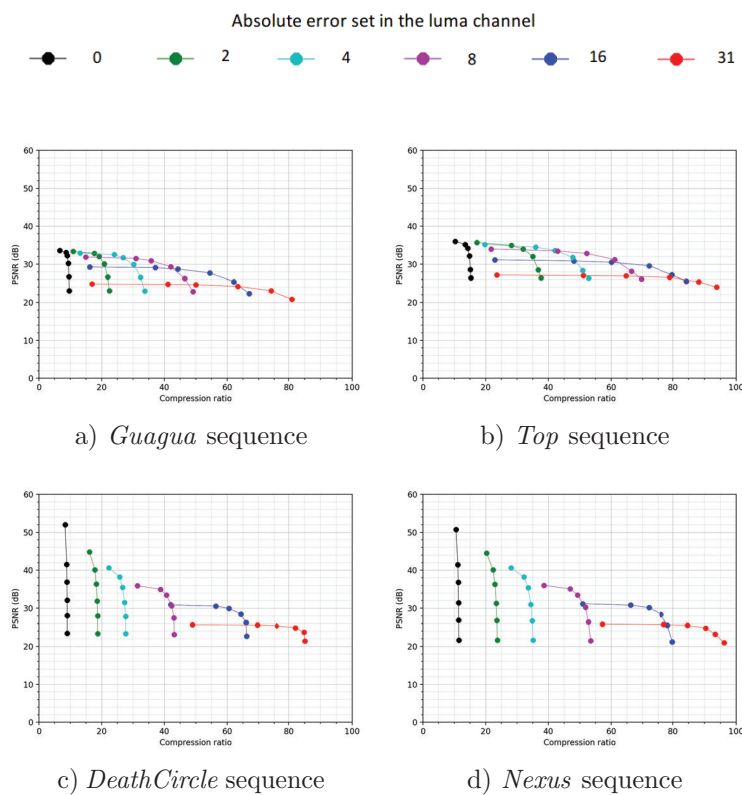 Absolute error set in the luma channel
0 2 4 8 16 31
60
50
40
30
20
10
0
PSNR (dB)
0 20 40 60 80 100
Compression ratio
a) Guagua sequence
60
50
40
30
20
10
0
PSNR (dB)
0 20 40 60 80 100
Compression ratio
b) Top sequence
60
50
40
30
20
10
0
PSNR (dB)
0 20 40 60 80 100
Compression ratio
c) DeathCircle sequence
60
50
40
30
20
10
0
PSNR (dB)
0 20 40 60 80 100
Compression ratio
d) Nexus sequence